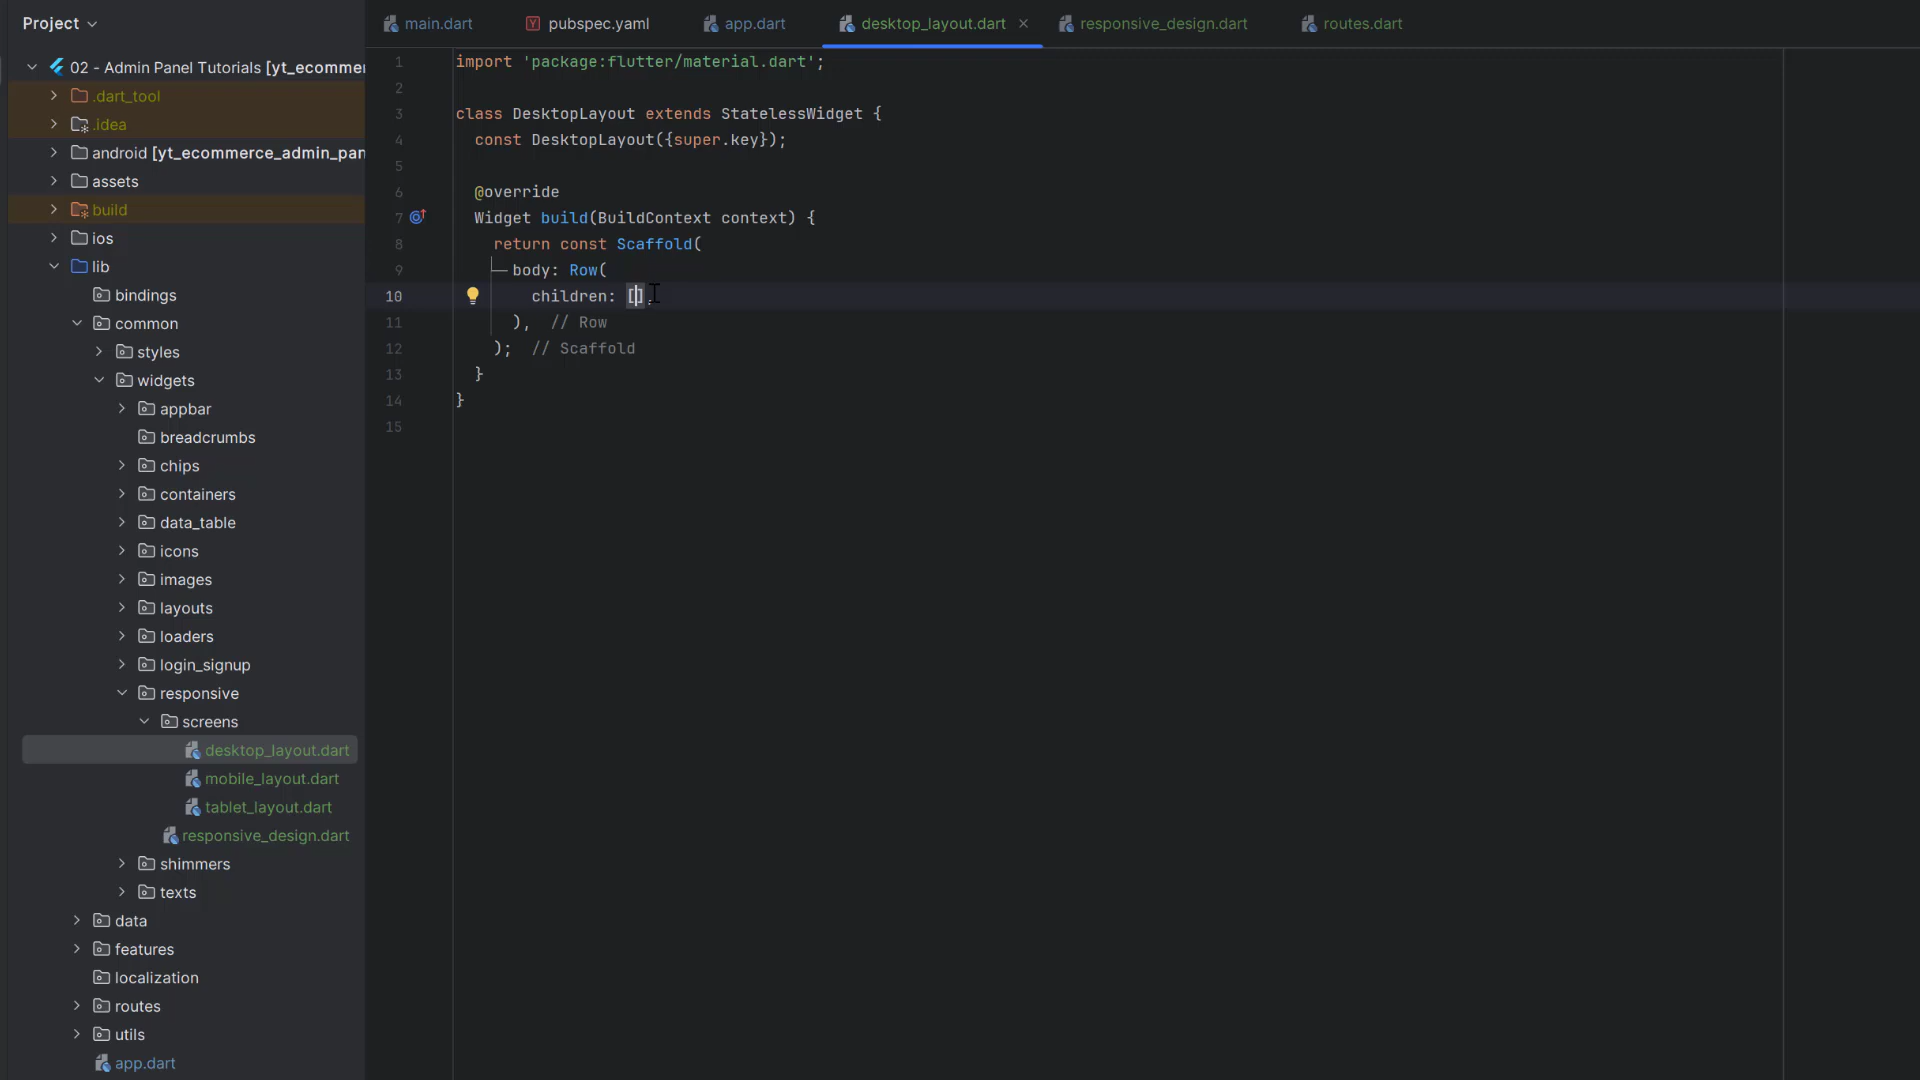 Project
main.dart
pubspec.yaml
app.dart
desktop_layout.dart
responsive_design.dart
routes.dart
02 - Admin Panel Tutorials [yt_ecommer
.dart_tool
.idea
android [yt_ecommerce_admin_pan
assets
build
ios
lib
bindings
common
styles
widgets
appbar
breadcrumbs
chips
containers
data_table
icons
images
layouts
loaders
login_signup
responsive
screens
desktop_layout.dart
mobile_layout.dart
tablet_layout.dart
responsive_design.dart
shimmers
texts
data
features
localization
routes
utils
app.dart
1 import 'package:flutter/material.dart';
2
3 class DesktopLayout extends StatelessWidget {
4 const DesktopLayout({super.key});
5
6 @override
7 Widget build(BuildContext context) {
8 return const Scaffold(
9 body: Row(
10 children: [],
11 ), // Row
12 ); // Scaffold
13 }
14 }
15